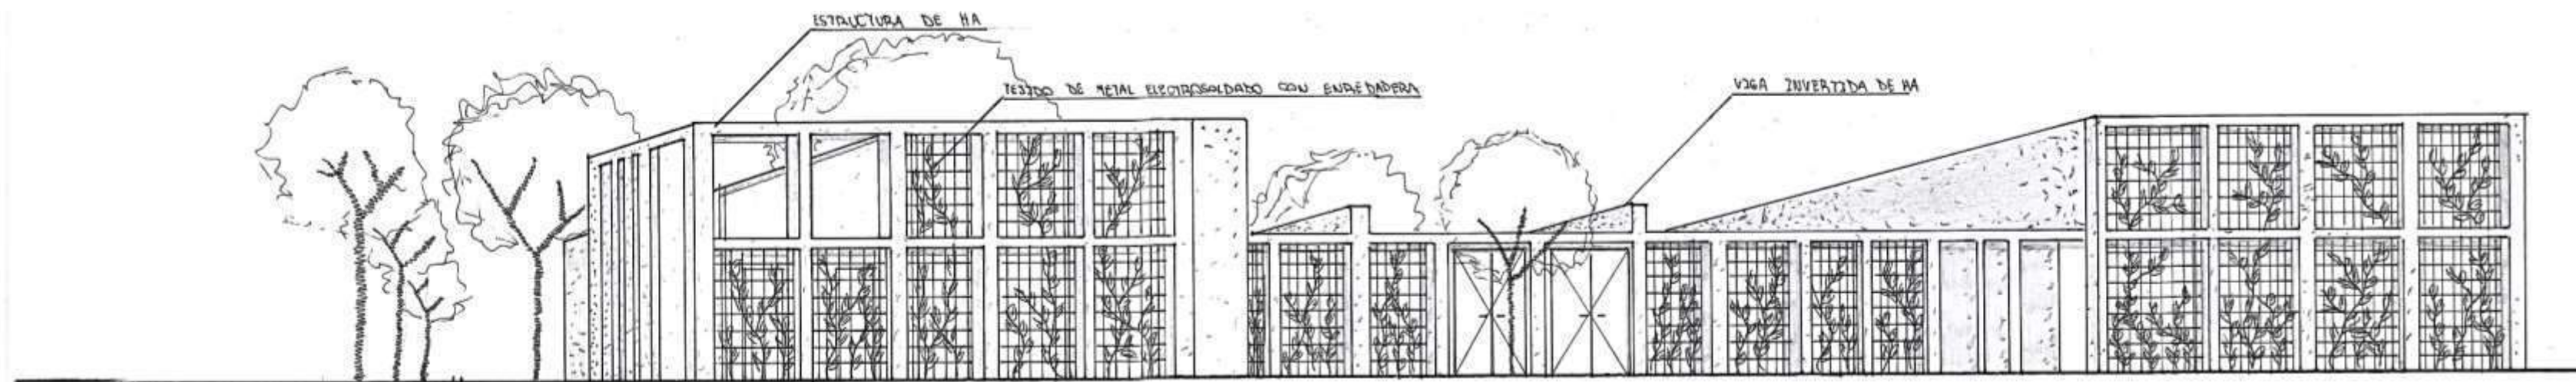 ESTRUCTURA DE HA
TEJIDO DE METAL ELECTROSOLDADO CON ENREDADERA
VIGA INVERTIDA DE HA